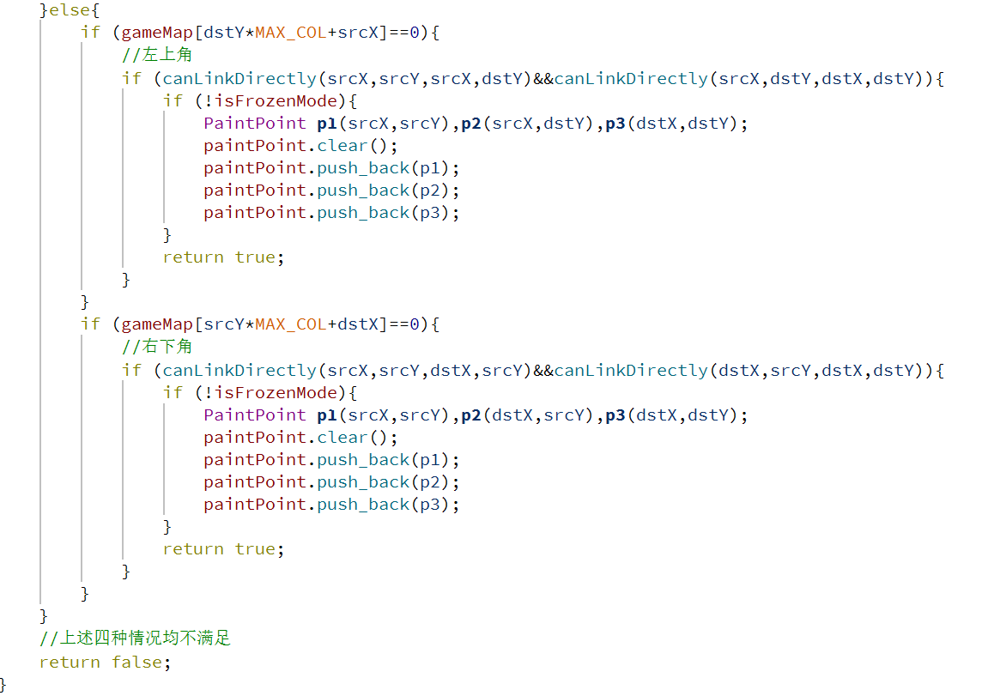 }else{
if (gameMap[dstY*MAX_COL+srcX]==0){
//左上角
if (canLinkDirectly(srcX,srcY,srcX,dstY)&&canLinkDirectly(srcX,dstY,dstX,dstY)){
if (!isFrozenMode){
PaintPoint p1(srcX,srcY),p2(srcX,dstY),p3(dstX,dstY);
paintPoint.clear();
paintPoint.push_back(p1);
paintPoint.push_back(p2);
paintPoint.push_back(p3);
}
return true;
}
}
if (gameMap[srcY*MAX_COL+dstX]==0){
//右下角
if (canLinkDirectly(srcX,srcY,dstX,srcY)&&canLinkDirectly(dstX,srcY,dstX,dstY)){
if (!isFrozenMode){
PaintPoint p1(srcX,srcY),p2(dstX,srcY),p3(dstX,dstY);
paintPoint.clear();
paintPoint.push_back(p1);
paintPoint.push_back(p2);
paintPoint.push_back(p3);
}
return true;
}
}
}
//上述四种情况均不满足
return false;
}